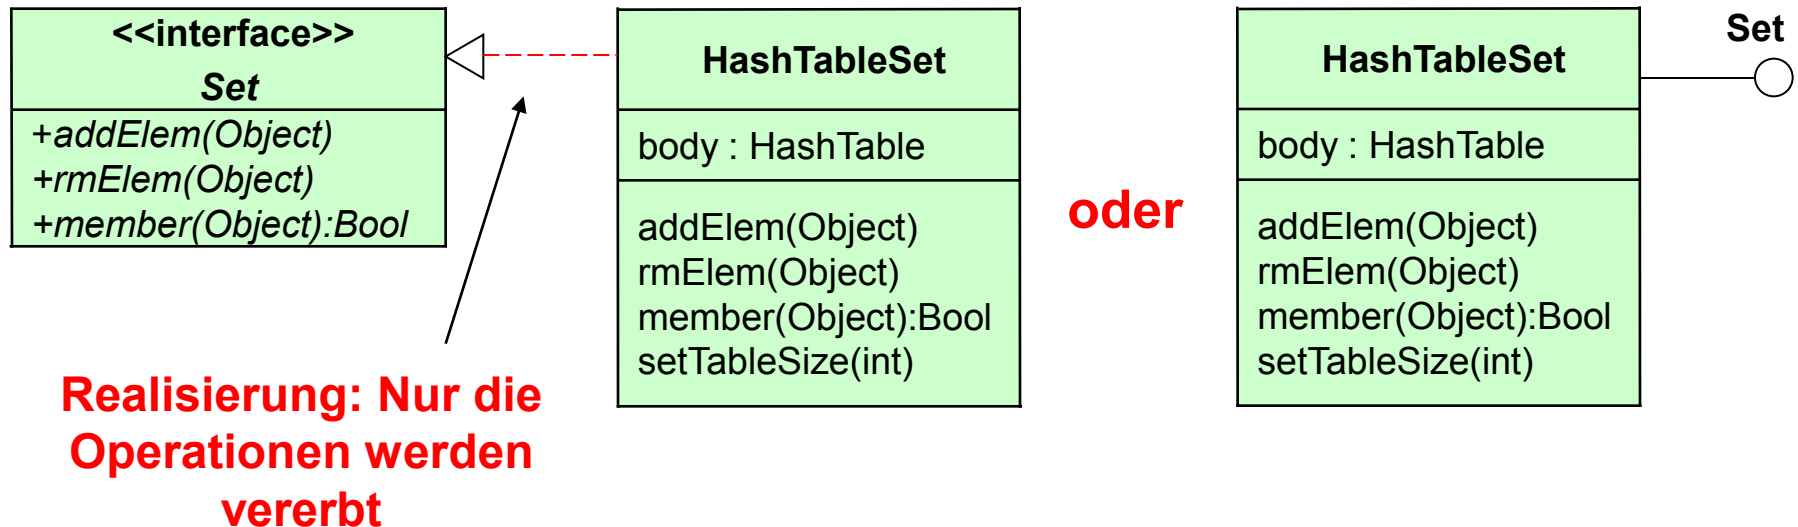 <<interface>>
Set
+addElem(Object)
+rmElem(Object)
+member(Object):Bool
HashTableSet
body : HashTable
addElem(Object)
rmElem(Object)
member(Object):Bool
setTableSize(int)
oder
HashTableSet
body : HashTable
addElem(Object)
rmElem(Object)
member(Object):Bool
setTableSize(int)
Set
Realisierung: Nur die
Operationen werden
vererbt